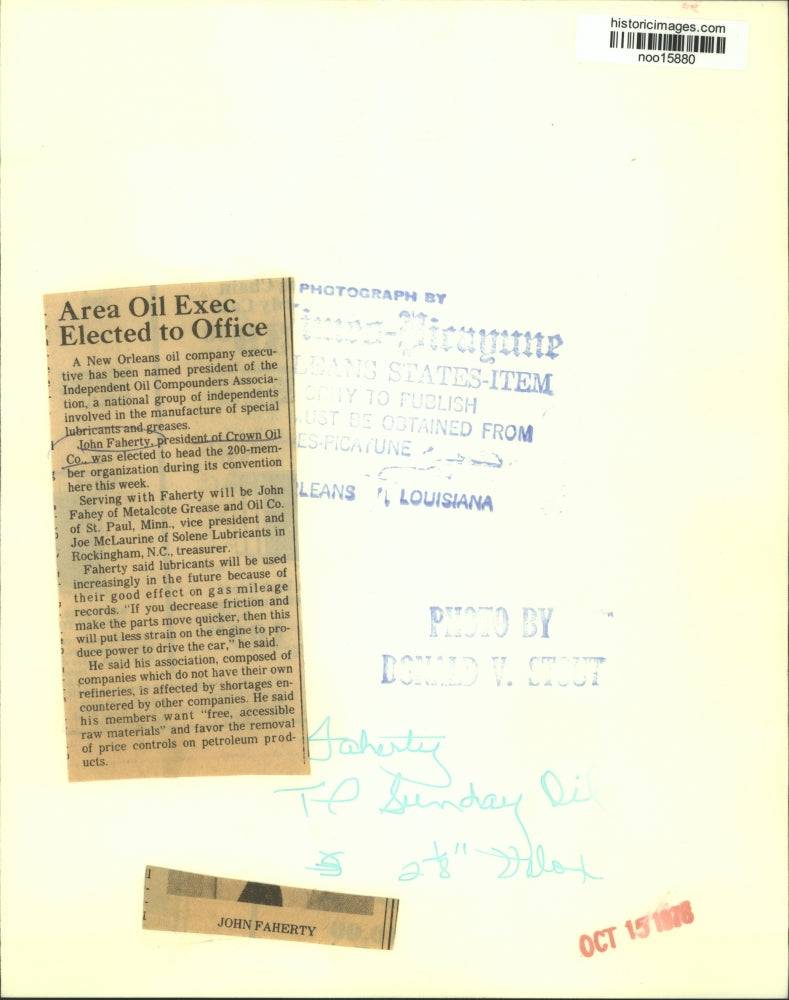 historicimages.com
noo15880
Area Oil Exec
Elected to Office
A New Orleans oil company execu-
tive has been named president of the
Independent Oil Compounders Associa-
tion, a national group of independents
involved in the manufacture of special
lubricants and greases.
John Faherty, president of Crown Oil
Co., was elected to head the 200-mem-
ber organization during its convention
here this week.
Serving with Faherty will be John
Fahey of Metalcote Grease and Oil Co.
of St. Paul, Minn., vice president and
Joe McLaurine of Solene Lubricants in
Rockingham, N.C., treasurer.
Faherty said lubricants will be used
increasingly in the future because of
their good effect on gas mileage
records. "If you decrease friction and
make the parts move quicker, then this
will put less strain on the engine to pro-
duce power to drive the car," he said.
He said his association, composed of
companies which do not have their own
refineries, is affected by shortages en-
countered by other companies. He said
his members want "free, accessible
raw materials" and favor the removal
of price controls on petroleum prod-
ucts.
PHOTOGRAPH BY
Times-Picayune
LEANS STATES-ITEM
TO PUBLISH
UST BE OBTAINED FROM
ES-PICAYUNE
LEANS LOUISIANA
PHOTO BY
DONALD V. STOUT
Faherty
TP Sunday Oil
2 1/8" Velox
JOHN FAHERTY
OCT 15 1978